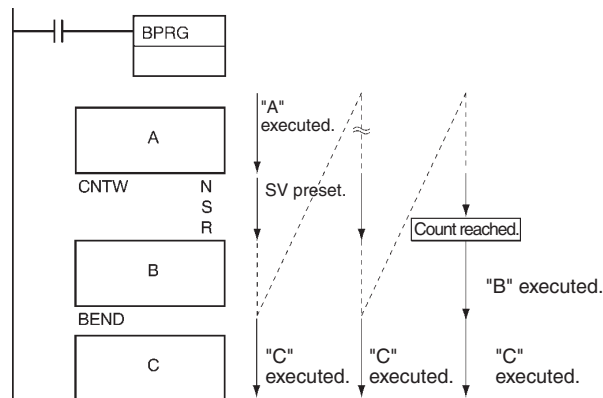 BPRG
A
"A"
executed.
CNTW N
S
R
SV preset.
Count reached.
B
"B" executed.
BEND
C
"C"
executed.
"C"
executed.
"C"
executed.